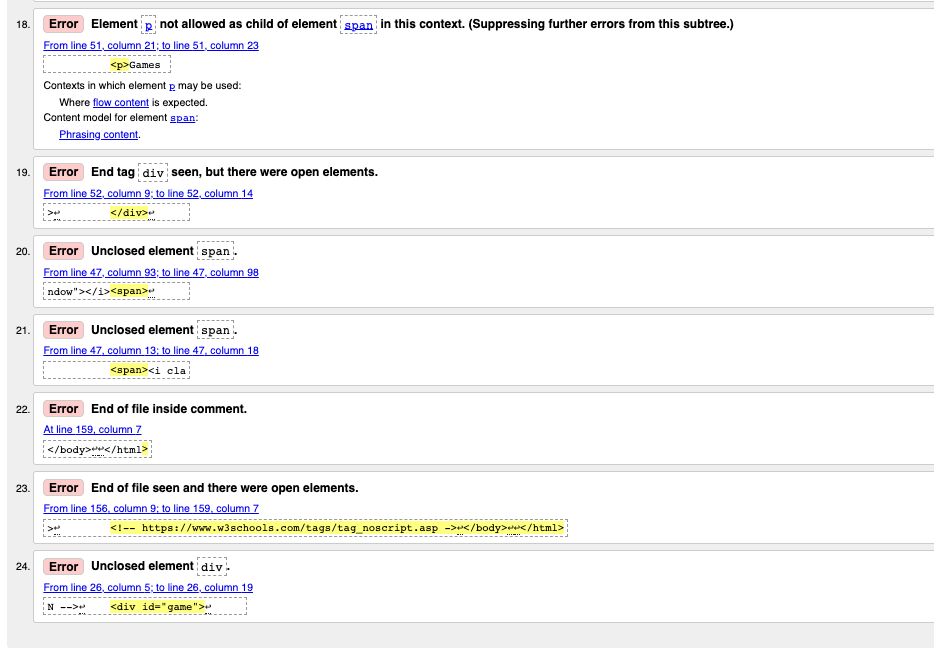 18. Error Element p not allowed as child of element span in this context. (Suppressing further errors from this subtree.)
From line 51, column 21; to line 51, column 23
<p>Games
Contexts in which element p may be used:
Where flow content is expected.
Content model for element span:
Phrasing content.
19. Error End tag div seen, but there were open elements.
From line 52, column 9; to line 52, column 14
>↩ </div>↩
20. Error Unclosed element span.
From line 47, column 93; to line 47, column 98
ndow"></i><span>↩
21. Error Unclosed element span.
From line 47, column 13; to line 47, column 18
<span><i cla
22. Error End of file inside comment.
At line 159, column 7
</body>↩↩</html>
23. Error End of file seen and there were open elements.
From line 156, column 9; to line 159, column 7
>↩ <!-- https://www.w3schools.com/tags/tag_noscript.asp ->↩</body>↩↩</html>
24. Error Unclosed element div.
From line 26, column 5; to line 26, column 19
N -->↩ <div id="game">↩